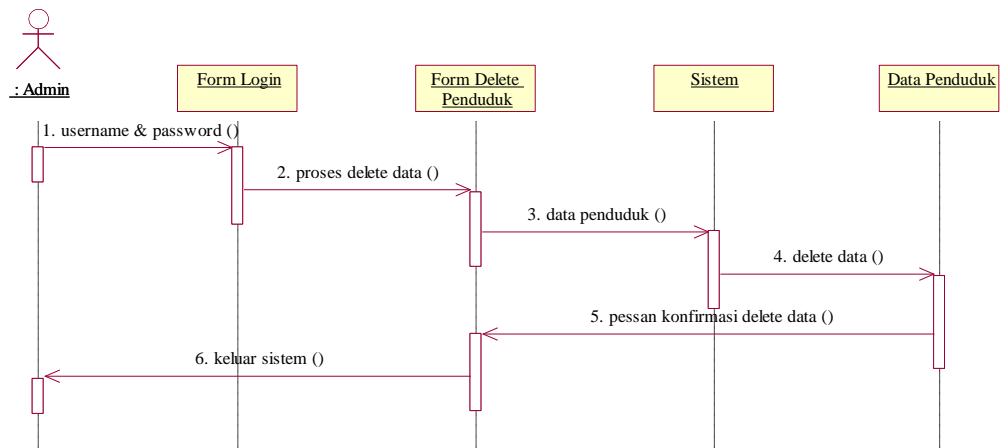 : Admin
Form Login
Form Delete
Penduduk
Sistem
Data Penduduk
1. username & password ()
2. proses delete data ()
3. data penduduk ()
4. delete data ()
5. pessan konfirmasi delete data ()
6. keluar sistem ()